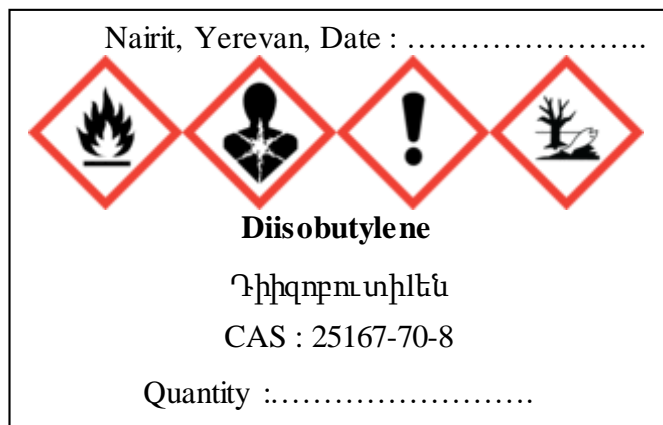 Nairit, Yerevan, Date : ……………………..
Diisobutylene
Դիիզոբուտիլեն
CAS : 25167-70-8
Quantity :…………………….